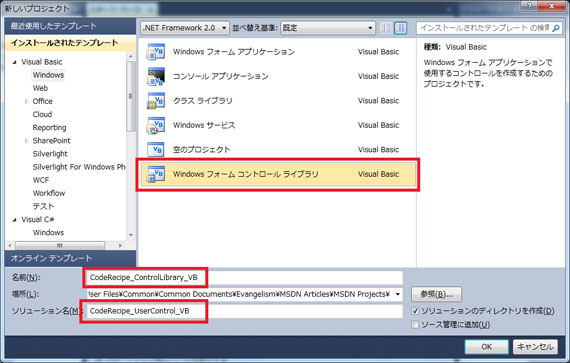 新しいプロジェクト
最近使用したテンプレート
インストールされたテンプレート
Visual Basic
Windows
Web
Office
Cloud
Reporting
SharePoint
Silverlight
Silverlight For Windows Ph
WCF
Workflow
テスト
Visual C#
Windows
オンライン テンプレート
.NET Framework 2.0
並べ替え基準:
既定
Windows フォーム アプリケーション Visual Basic
コンソール アプリケーション Visual Basic
クラス ライブラリ Visual Basic
Windows サービス Visual Basic
空のプロジェクト Visual Basic
Windows フォーム コントロール ライブラリ Visual Basic
インストールされたテンプレート の検索
種類: Visual Basic
Windows フォーム アプリケーションで
使用するコントロールを作成するための
プロジェクトです。
名前(N):
CodeRecipe_ControlLibrary_VB
場所(L):
ser Files¥Common¥Common Documents¥Evangelism¥MSDN Articles¥MSDN Projects¥
参照(B)...
ソリューション名(M):
CodeRecipe_UserControl_VB
ソリューションのディレクトリを作成(D)
ソース管理に追加(U)
OK
キャンセル